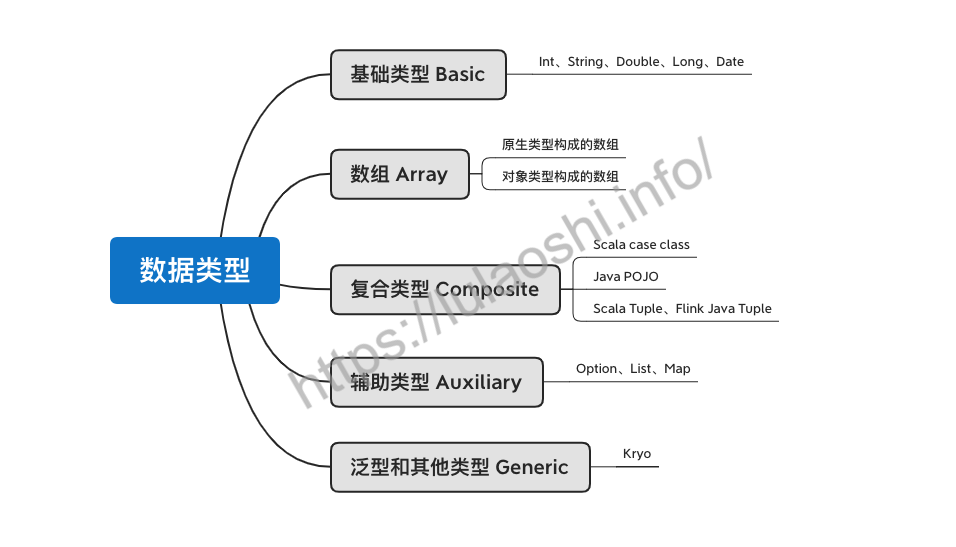 数据类型
基础类型 Basic
Int、String、Double、Long、Date
数组 Array
原生类型构成的数组
对象类型构成的数组
复合类型 Composite
Scala case class
Java POJO
Scala Tuple、Flink Java Tuple
辅助类型 Auxiliary
Option、List、Map
泛型和其他类型 Generic
Kryo
https://lulaoshi.info/